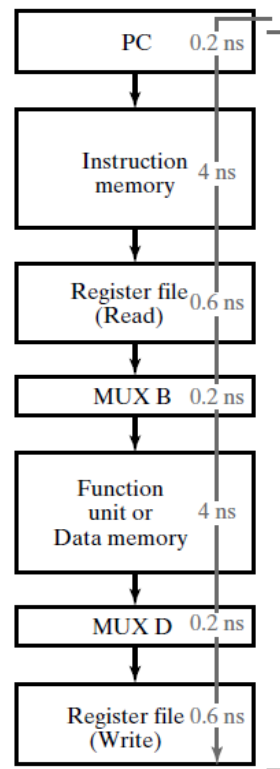 PC 0.2 ns
Instruction
memory 4 ns
Register file 0.6 ns
(Read)
MUX B 0.2 ns
Function
unit or 4 ns
Data memory
MUX D 0.2 ns
Register file 0.6 ns
(Write)